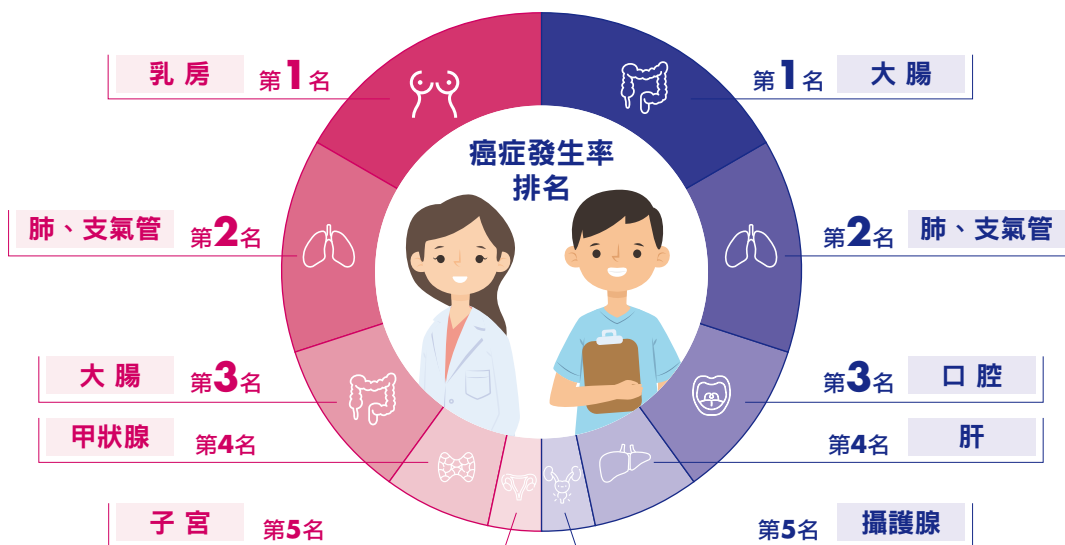 癌症發生率
排名
乳房 第1名
肺、支氣管 第2名
大腸 第3名
甲狀腺 第4名
子宮 第5名
第1名 大腸
第2名 肺、支氣管
第3名 口腔
第4名 肝
第5名 攝護腺